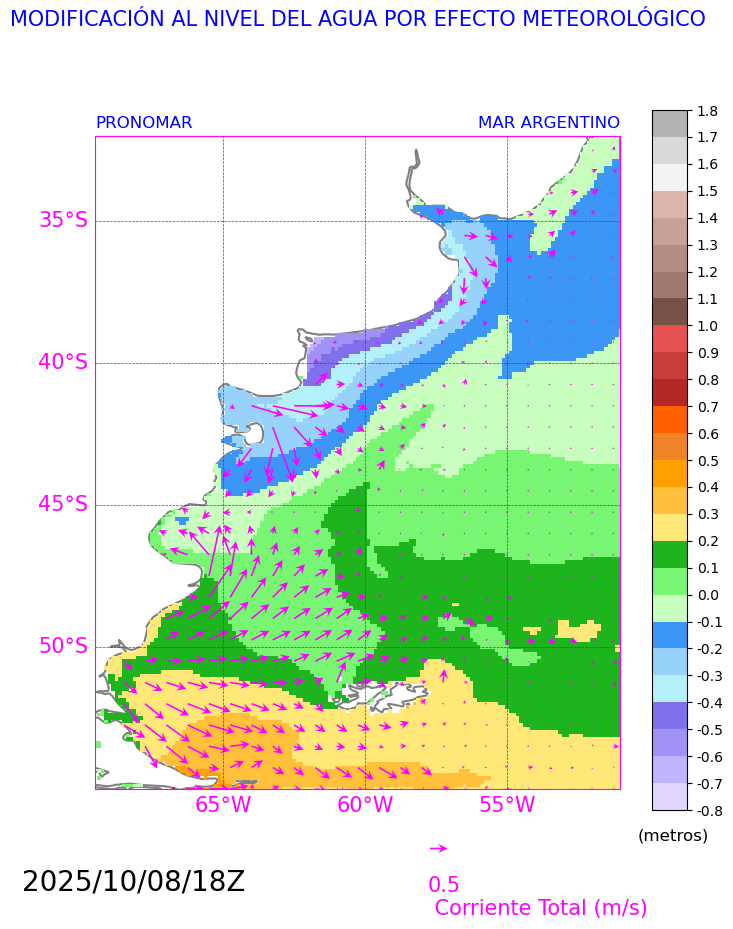 MODIFICACIÓN AL NIVEL DEL AGUA POR EFECTO METEOROLÓGICO
PRONOMAR
MAR ARGENTINO
35°S
40°S
45°S
50°S
65°W
60°W
55°W
1.8
1.7
1.6
1.5
1.4
1.3
1.2
1.1
1.0
0.9
0.8
0.7
0.6
0.5
0.4
0.3
0.2
0.1
0.0
-0.1
-0.2
-0.3
-0.4
-0.5
-0.6
-0.7
-0.8
(metros)
2025/10/08/18Z
0.5
Corriente Total (m/s)